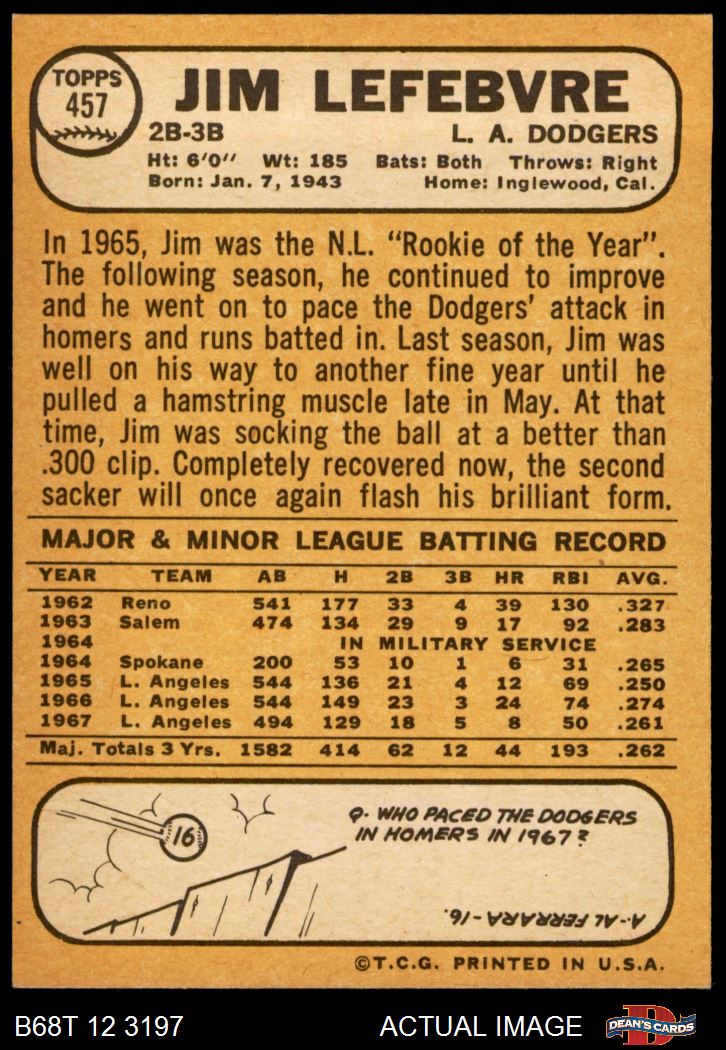 TOPPS
457
JIM LEFEBVRE
2B-3B L. A. DODGERS
Ht: 6'0" Wt: 185 Bats: Both Throws: Right
Born: Jan. 7, 1943 Home: Inglewood, Cal.
In 1965, Jim was the N.L. "Rookie of the Year".
The following season, he continued to improve
and he went on to pace the Dodgers' attack in
homers and runs batted in. Last season, Jim was
well on his way to another fine year until he
pulled a hamstring muscle late in May. At that
time, Jim was socking the ball at a better than
.300 clip. Completely recovered now, the second
sacker will once again flash his brilliant form.
MAJOR & MINOR LEAGUE BATTING RECORD
YEAR TEAM AB H 2B 3B HR RBI AVG.
1962 Reno 541 177 33 4 39 130 .327
1963 Salem 474 134 29 9 17 92 .283
1964 IN MILITARY SERVICE
1964 Spokane 200 53 10 1 6 31 .265
1965 L. Angeles 544 136 21 4 12 69 .250
1966 L. Angeles 544 149 23 3 24 74 .274
1967 L. Angeles 494 129 18 5 8 50 .261
Maj. Totals 3 Yrs. 1582 414 62 12 44 193 .262
16
Q- WHO PACED THE DODGERS
IN HOMERS IN 1967?
A- AL FERRARA-16.
©T.C.G. PRINTED IN U.S.A.
B68T 12 3197 ACTUAL IMAGE D DEAN'S CARDS